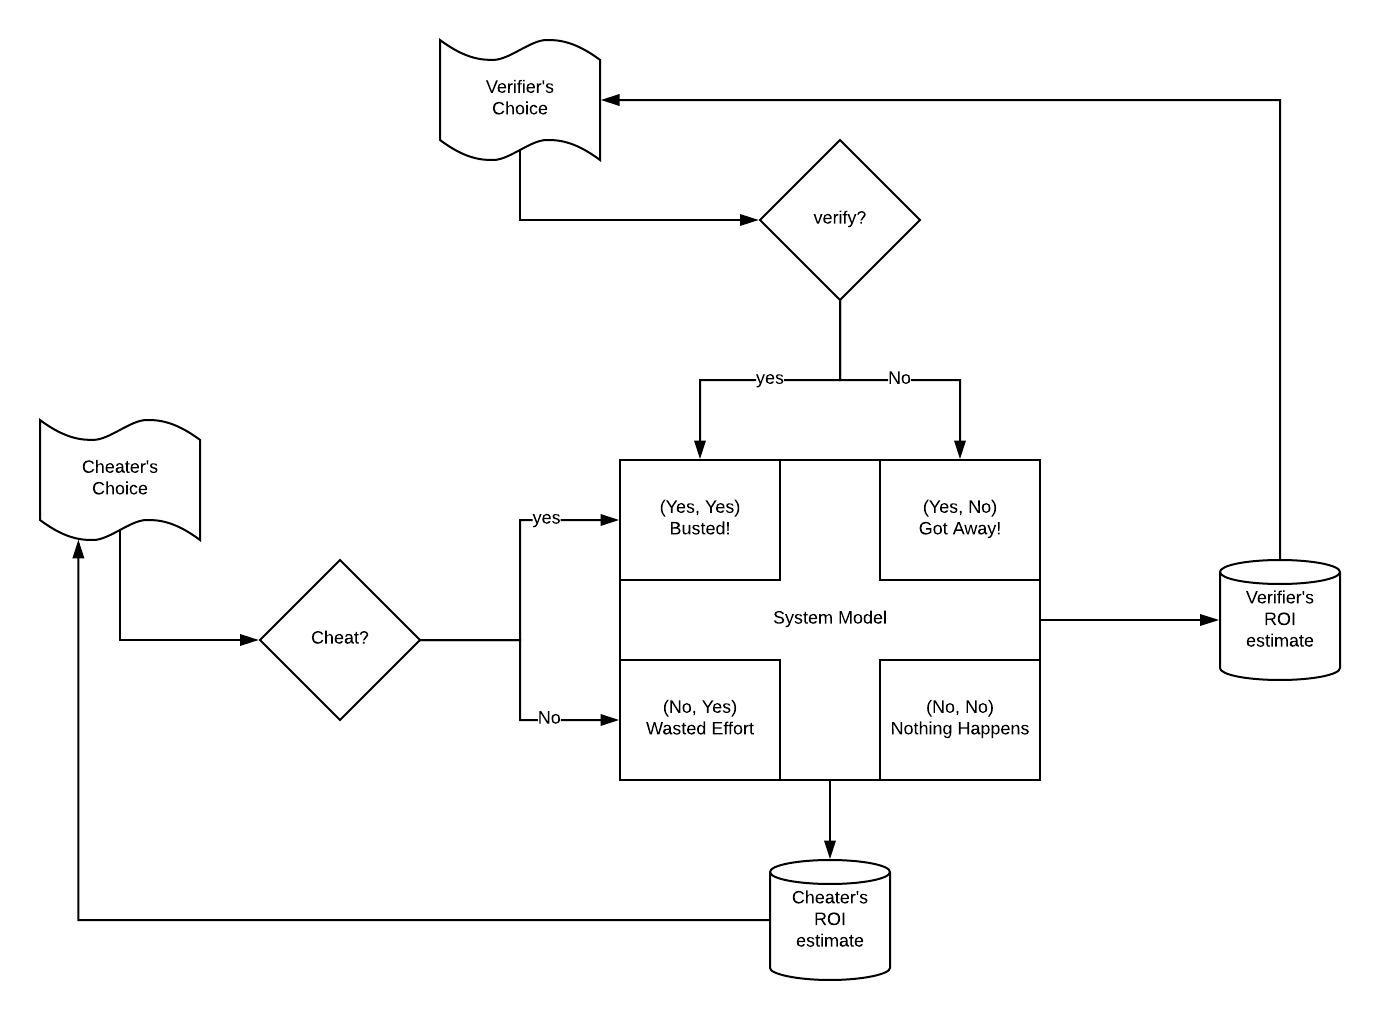 Verifier's
Choice
verify?
yes
No
Cheater's
Choice
Cheat?
yes
No
(Yes, Yes)
Busted!
(Yes, No)
Got Away!
System Model
(No, Yes)
Wasted Effort
(No, No)
Nothing Happens
Verifier's
ROI
estimate
Cheater's
ROI
estimate